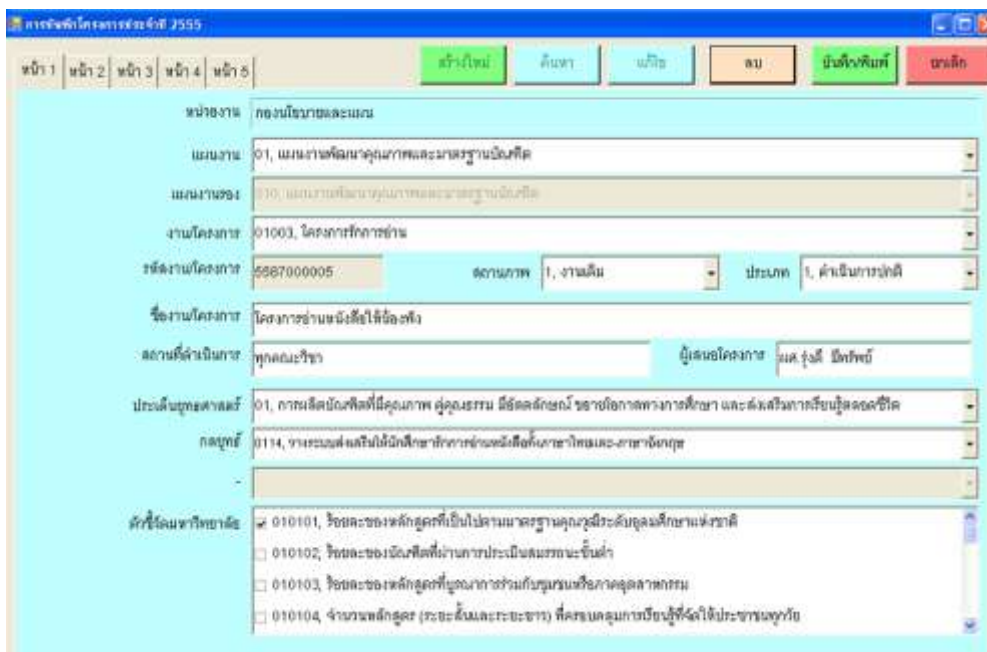 การบันทึกโครงการประจำปี 2555
หน้า 1 หน้า 2 หน้า 3 หน้า 4 หน้า 5 สร้างใหม่ ค้นหา แก้ไข ลบ บันทึก/พิมพ์ ยกเลิก
หน่วยงาน กองนโยบายและแผน
แผนงาน 01, แผนงานพัฒนาคุณภาพและมาตรฐานบัณฑิต
แผนงานรอง 010, แผนงานพัฒนาคุณภาพและมาตรฐานบัณฑิต
งาน/โครงการ 01003, โครงการรักการอ่าน
รหัสงาน/โครงการ 5587000005 สถานภาพ 1, งานเดิม ประเภท 1, ดำเนินการปกติ
ชื่องาน/โครงการ โครงการอ่านหนังสือให้น้องฟัง
สถานที่ดำเนินการ ทุกคณะวิชา ผู้เสนอโครงการ ผศ.รุ่งดี มีทรัพย์
ประเด็นยุทธศาสตร์ 01, การผลิตบัณฑิตที่มีคุณภาพ คู่คุณธรรม มีอัตลักษณ์ ขยายโอกาสทางการศึกษา และส่งเสริมการเรียนรู้ตลอดชีวิต
กลยุทธ์ 0114, วางระบบส่งเสริมให้นักศึกษารักการอ่านหนังสือทั้งภาษาไทยและภาษาอังกฤษ
-
ตัวชี้วัดมหาวิทยาลัย 010101, ร้อยละของหลักสูตรที่เป็นไปตามมาตรฐานคุณวุฒิระดับอุดมศึกษาแห่งชาติ
010102, ร้อยละของบัณฑิตที่ผ่านการประเมินสมรรถนะขั้นต่ำ
010103, ร้อยละของหลักสูตรที่บูรณาการร่วมกับชุมชนหรือภาคอุตสาหกรรม
010104, จำนวนหลักสูตร (ระยะสั้นและระยะยาว) ที่ครอบคลุมการเรียนรู้ที่จัดให้ประชาชนทุกวัย